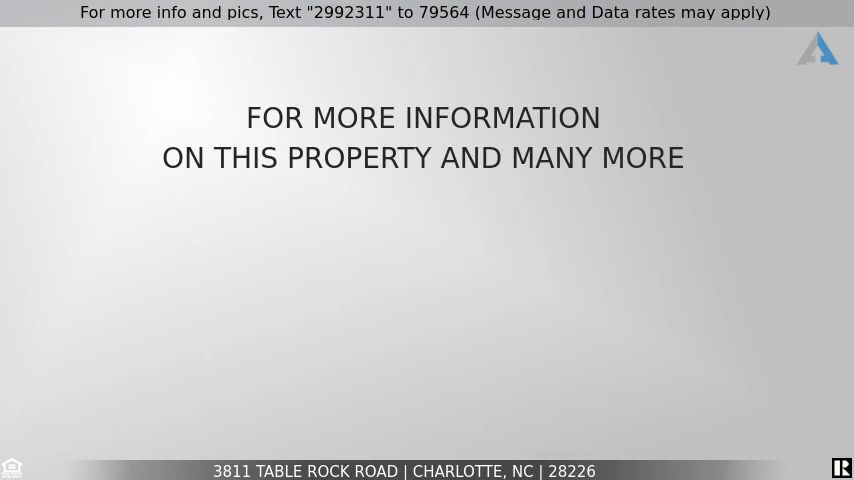 For more info and pics, Text "2992311" to 79564 (Message and Data rates may apply)
FOR MORE INFORMATION
ON THIS PROPERTY AND MANY MORE
3811 TABLE ROCK ROAD | CHARLOTTE, NC | 28226